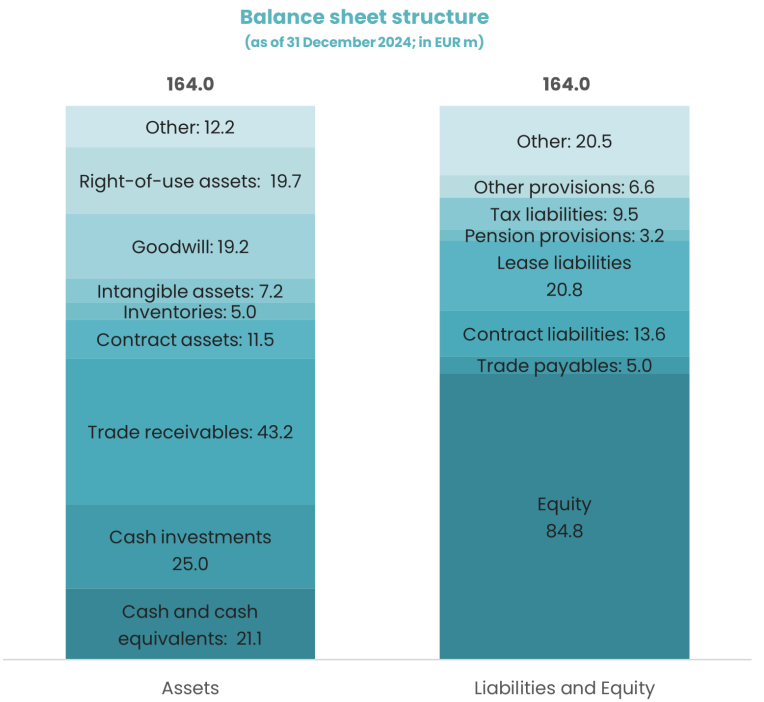 Balance sheet structure
(as of 31 December 2024; in EUR m)
164.0
Other: 12.2
Right-of-use assets: 19.7
Goodwill: 19.2
Intangible assets: 7.2
Inventories: 5.0
Contract assets: 11.5
Trade receivables: 43.2
Cash investments
25.0
Cash and cash
equivalents: 21.1
Assets
164.0
Other: 20.5
Other provisions: 6.6
Tax liabilities: 9.5
Pension provisions: 3.2
Lease liabilities
20.8
Contract liabilities: 13.6
Trade payables: 5.0
Equity
84.8
Liabilities and Equity